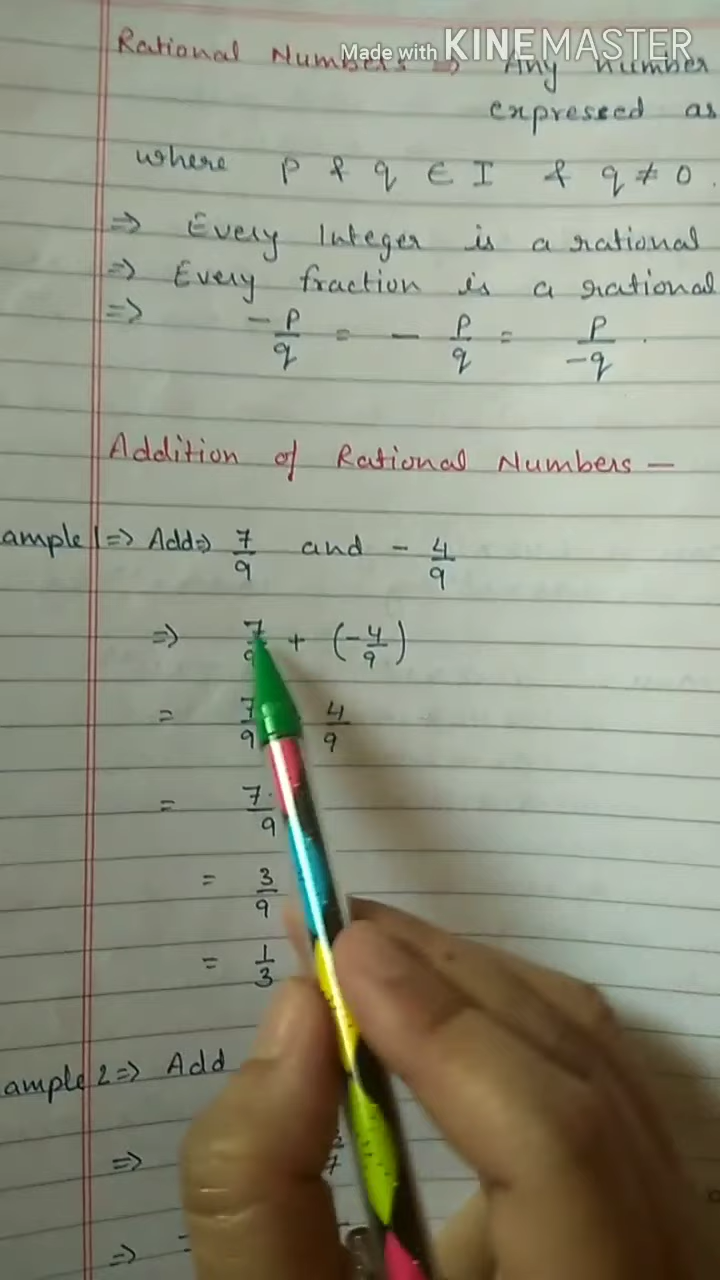 Rational Numbers => Any number
Made with KINEMASTER
expressed as
where p & q ∈ I & q ≠ 0.
=> Every Integer is a rational
=> Every fraction is a rational
=> -p/q = - p/q = p/-q .
Addition of Rational Numbers —
ample 1 => Add => 7/9 and - 4/9
=> 7/9 + (-4/9)
= 7/9 4/9
= 7 /9
= 3/9
= 1/3
ample 2 => Add
=>
=>